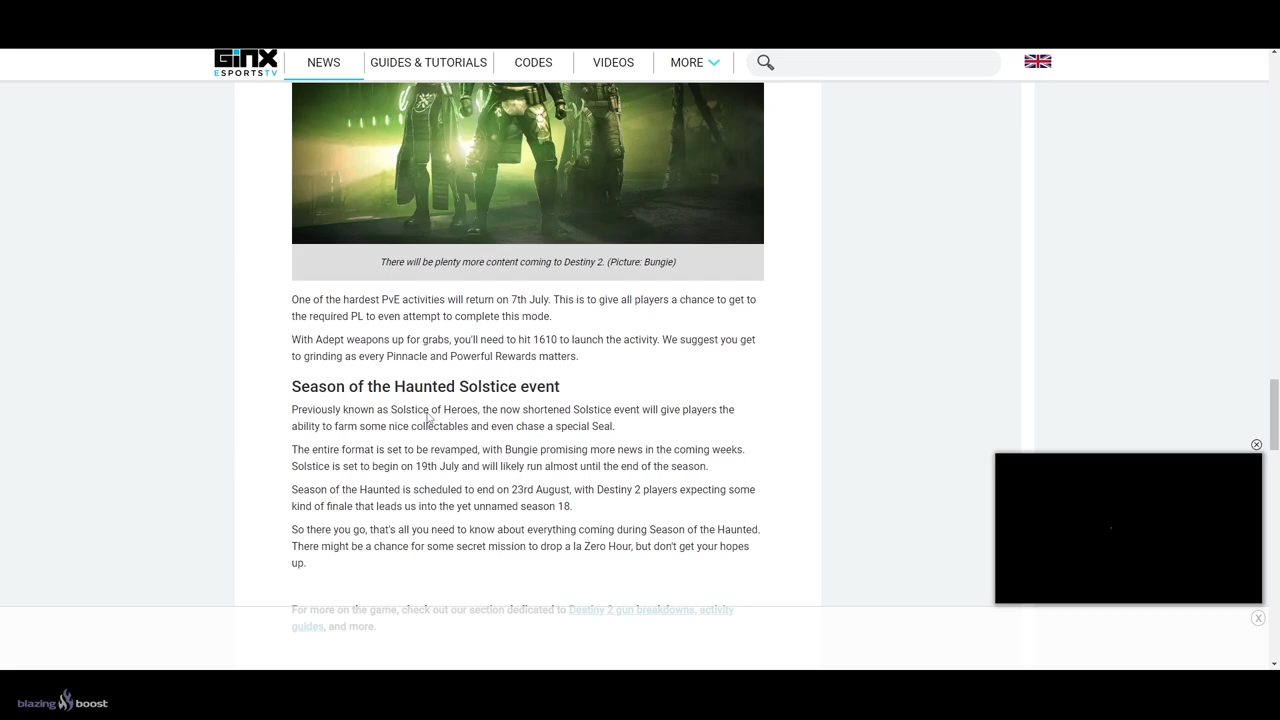 GINX
ESPORTSTV
NEWS
GUIDES & TUTORIALS
CODES
VIDEOS
MORE
There will be plenty more content coming to Destiny 2. (Picture: Bungie)
One of the hardest PvE activities will return on 7th July. This is to give all players a chance to get to
the required PL to even attempt to complete this mode.
With Adept weapons up for grabs, you'll need to hit 1610 to launch the activity. We suggest you get
to grinding as every Pinnacle and Powerful Rewards matters.
Season of the Haunted Solstice event
Previously known as Solstice of Heroes, the now shortened Solstice event will give players the
ability to farm some nice collectables and even chase a special Seal.
The entire format is set to be revamped, with Bungie promising more news in the coming weeks.
Solstice is set to begin on 19th July and will likely run almost until the end of the season.
Season of the Haunted is scheduled to end on 23rd August, with Destiny 2 players expecting some
kind of finale that leads us into the yet unnamed season 18.
So there you go, that's all you need to know about everything coming during Season of the Haunted.
There might be a chance for some secret mission to drop a la Zero Hour, but don't get your hopes
up.
For more on the game, check out our section dedicated to Destiny 2 gun breakdowns, activity
guides, and more.
blazing boost